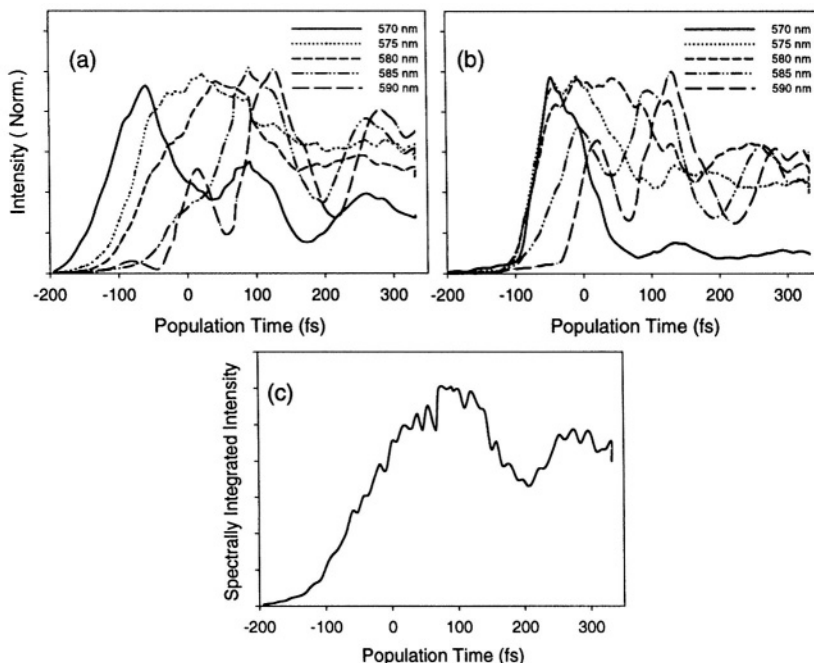 (a)
570 nm
575 nm
580 nm
585 nm
590 nm
Intensity ( Norm.)
-200 -100 0 100 200 300
Population Time (fs)
(b)
570 nm
575 nm
580 nm
585 nm
590 nm
-200 -100 0 100 200 300
Population Time (fs)
(c)
Spectrally Integrated Intensity
-200 -100 0 100 200 300
Population Time (fs)